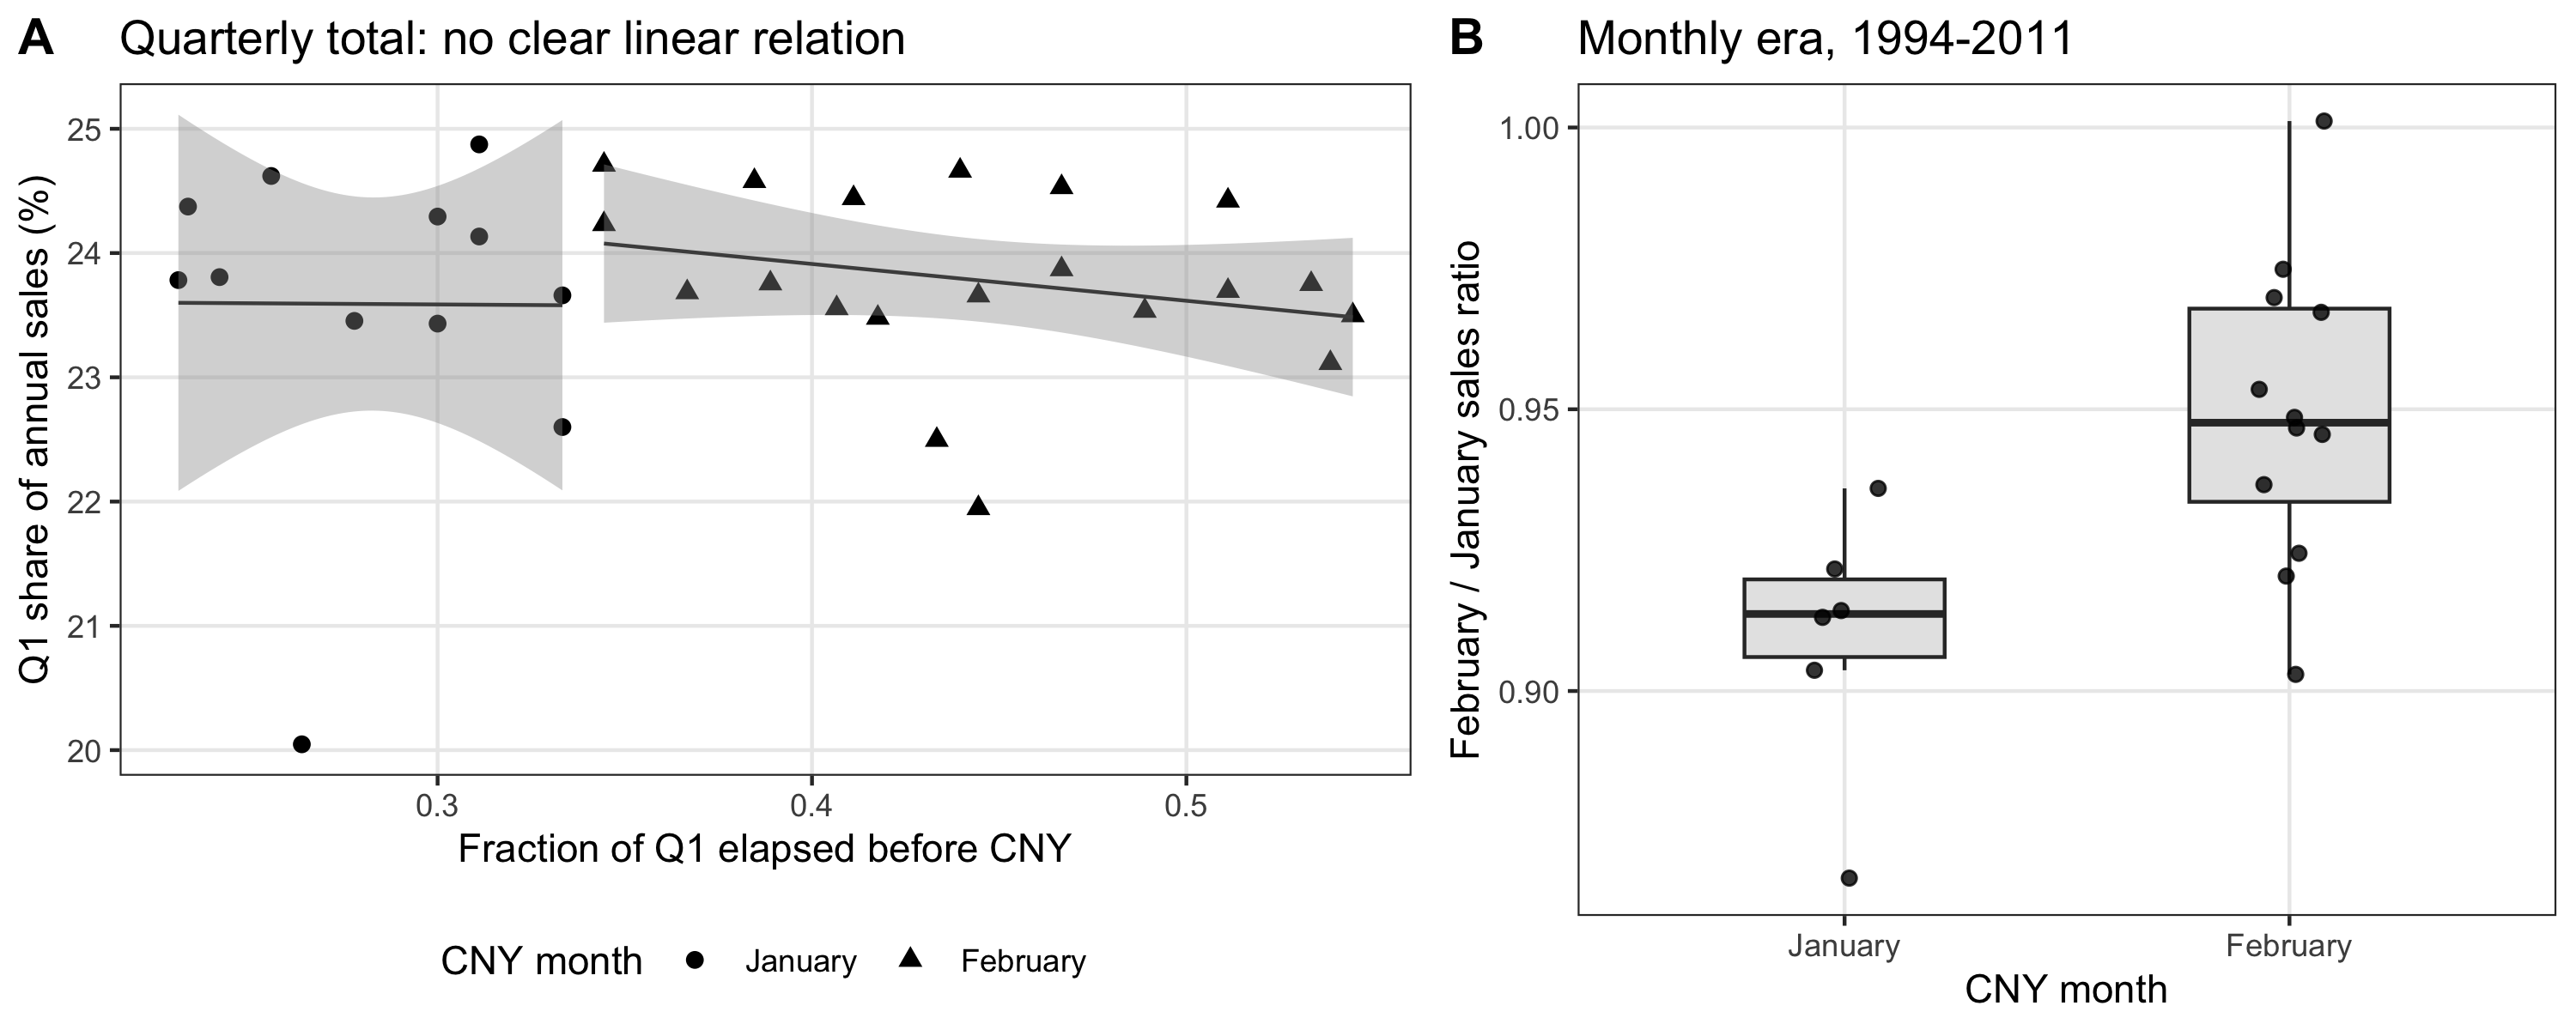 A
Quarterly total: no clear linear relation
Q1 share of annual sales (%)
25
24
23
22
21
20
0.3
0.4
0.5
Fraction of Q1 elapsed before CNY
CNY month
January
February
B
Monthly era, 1994-2011
February / January sales ratio
1.00
0.95
0.90
January
February
CNY month